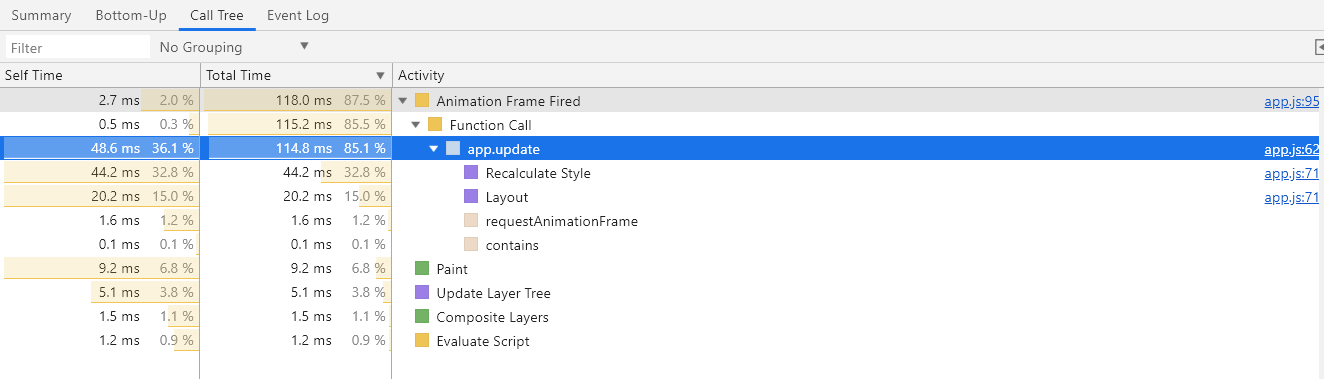 Summary Bottom-Up Call Tree Event Log
Filter No Grouping ▼
Self Time Total Time ▼ Activity
2.7 ms 2.0 % 118.0 ms 87.5 % ▼ Animation Frame Fired app.js:95
0.5 ms 0.3 % 115.2 ms 85.5 % ▼ Function Call
48.6 ms 36.1 % 114.8 ms 85.1 % ▼ app.update app.js:62
44.2 ms 32.8 % 44.2 ms 32.8 % Recalculate Style app.js:71
20.2 ms 15.0 % 20.2 ms 15.0 % Layout app.js:71
1.6 ms 1.2 % 1.6 ms 1.2 % requestAnimationFrame
0.1 ms 0.1 % 0.1 ms 0.1 % contains
9.2 ms 6.8 % 9.2 ms 6.8 % Paint
5.1 ms 3.8 % 5.1 ms 3.8 % Update Layer Tree
1.5 ms 1.1 % 1.5 ms 1.1 % Composite Layers
1.2 ms 0.9 % 1.2 ms 0.9 % Evaluate Script